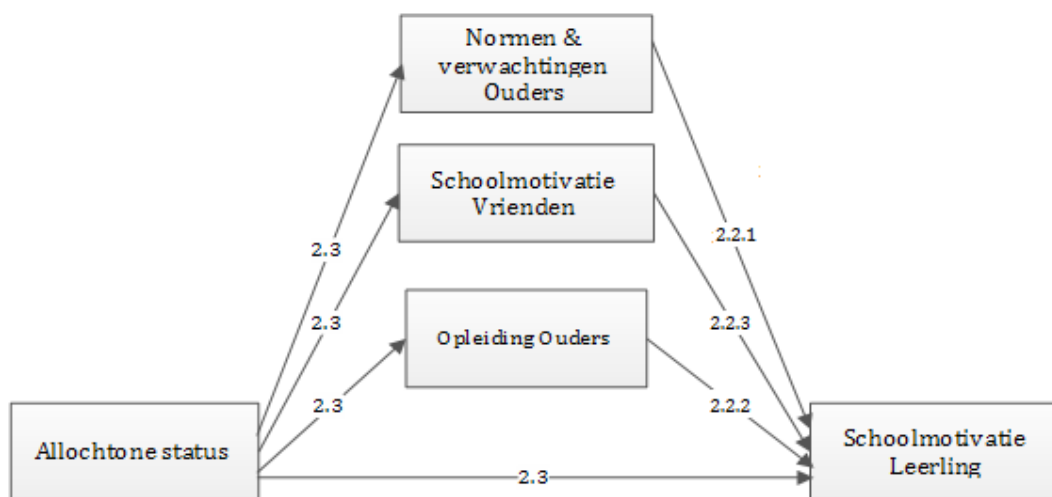 Normen &
verwachtingen
Ouders
Schoolmotivatie
Vrienden
2.2.1
2.3
2.3
2.2.3
Opleiding Ouders
2.3
2.2.2
Allochtone status
Schoolmotivatie
Leerling
2.3